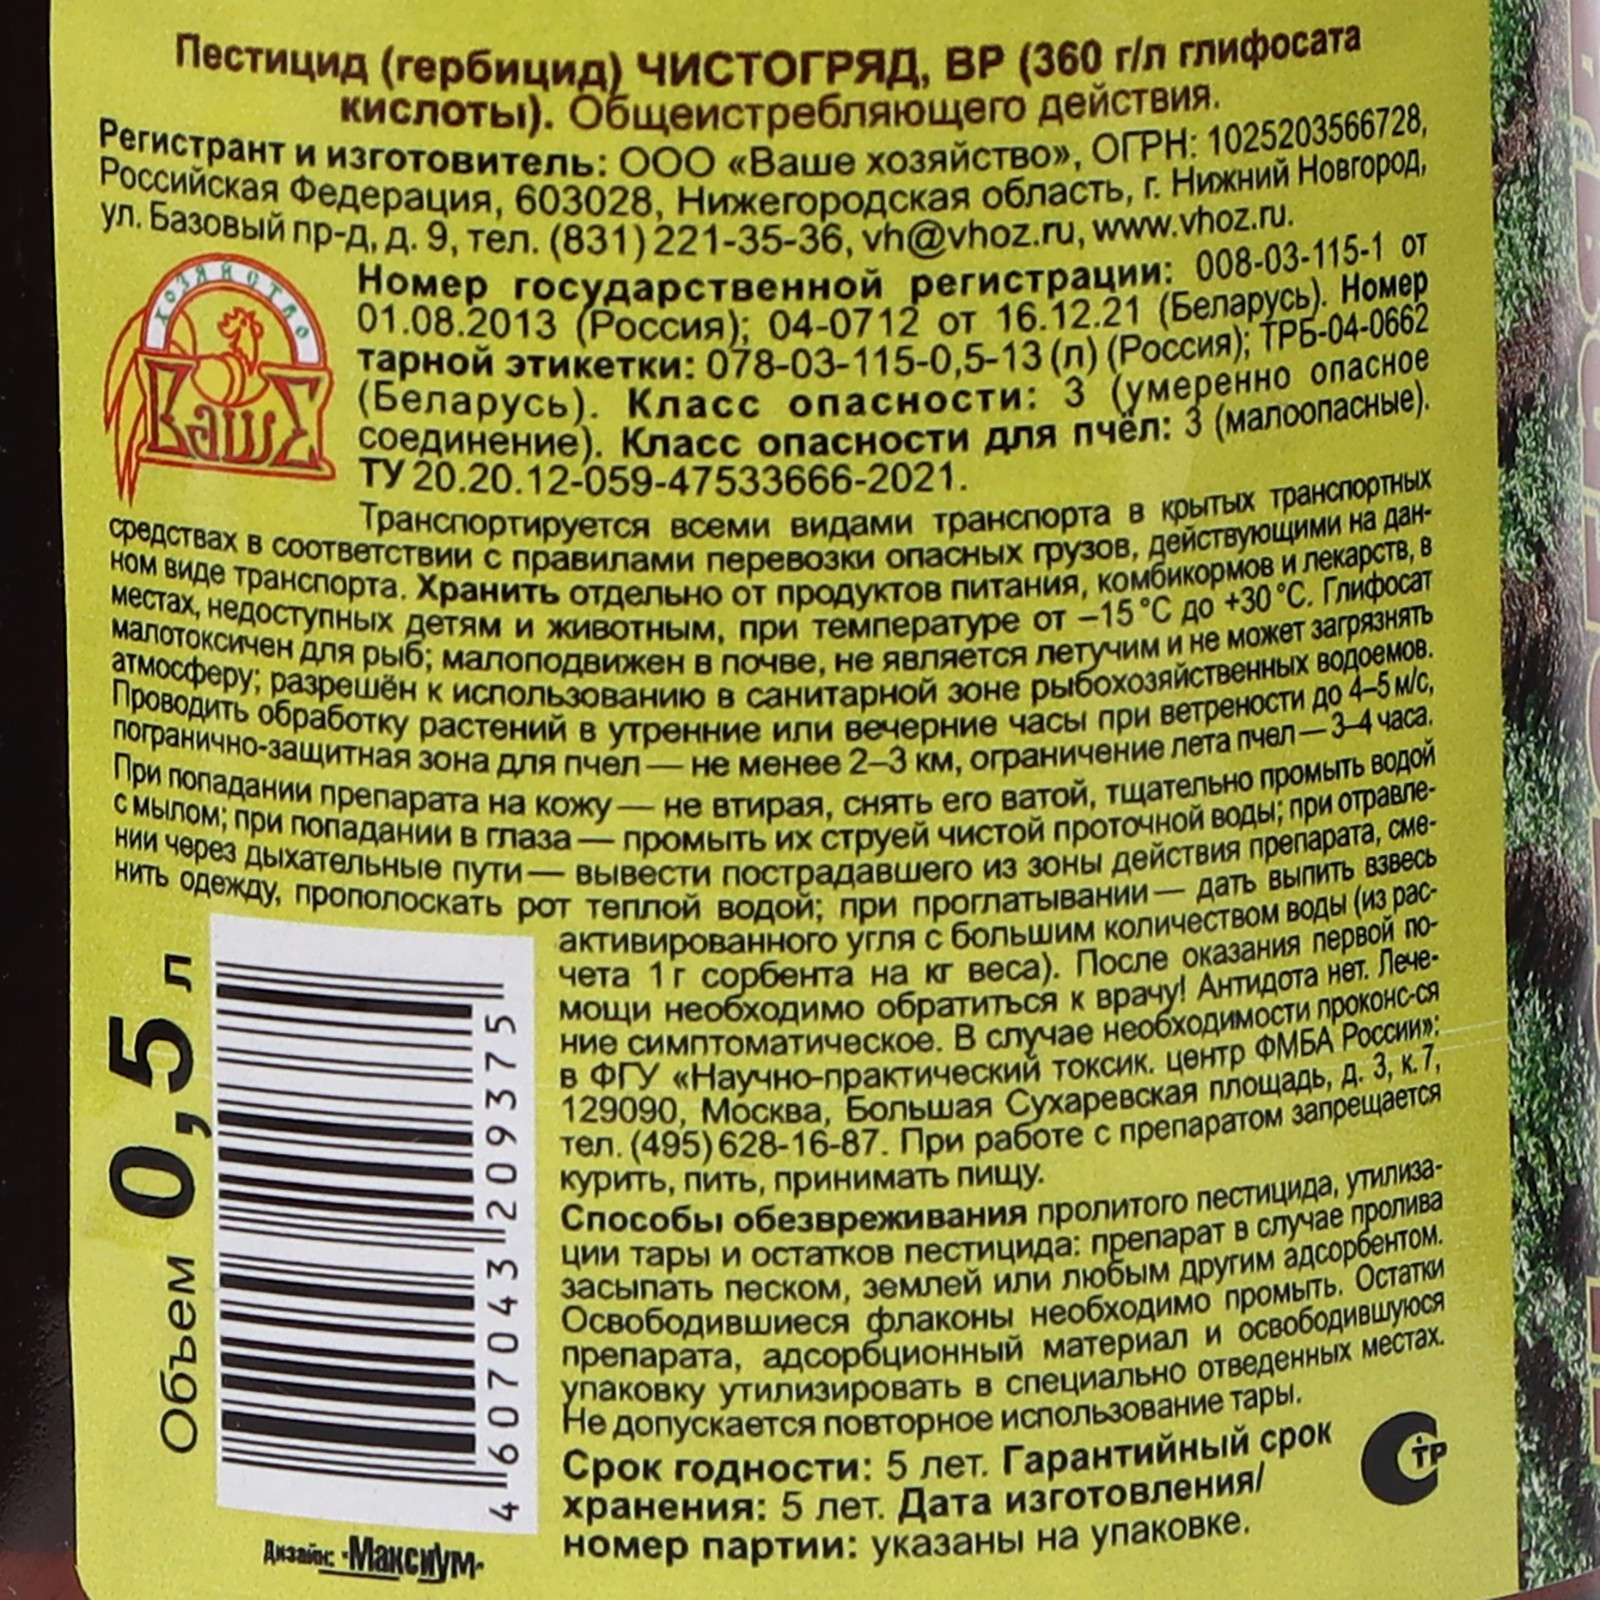 Пестицид (гербицид) ЧИСТОГРЯД, ВР (360 г/л глифосата
кислоты). Общеистребляющего действия.
Регистрант и изготовитель: ООО «Ваше хозяйство», ОГРН: 1025203566728,
Российская Федерация, 603028, Нижегородская область, г. Нижний Новгород,
ул. Базовый пр-д, д. 9, тел. (831) 221-35-36, vh@vhoz.ru, www.vhoz.ru.
ХОЗЯЙСТВО
ВашЕ
Номер государственной регистрации: 008-03-115-1 от
01.08.2013 (Россия); 04-0712 от 16.12.21 (Беларусь). Номер
тарной этикетки: 078-03-115-0,5-13 (л) (Россия); ТРБ-04-0662
(Беларусь). Класс опасности: 3 (умеренно опасное
соединение). Класс опасности для пчёл: 3 (малоопасные).
ТУ 20.20.12-059-47533666-2021.
Транспортируется всеми видами транспорта в крытых транспортных
средствах в соответствии с правилами перевозки опасных грузов, действующими на дан-
ном виде транспорта. Хранить отдельно от продуктов питания, комбикормов и лекарств, в
местах, недоступных детям и животным, при температуре от –15 °С до +30 °С. Глифосат
малотоксичен для рыб; малоподвижен в почве, не является летучим и не может загрязнять
атмосферу; разрешён к использованию в санитарной зоне рыбохозяйственных водоемов.
Проводить обработку растений в утренние или вечерние часы при ветрености до 4–5 м/с,
погранично-защитная зона для пчел — не менее 2–3 км, ограничение лета пчел — 3–4 часа.
При попадании препарата на кожу — не втирая, снять его ватой, тщательно промыть водой
с мылом; при попадании в глаза — промыть их струей чистой проточной воды; при отравле-
нии через дыхательные пути — вывести пострадавшего из зоны действия препарата, сме-
нить одежду, прополоскать рот теплой водой; при проглатывании — дать выпить взвесь
активированного угля с большим количеством воды (из рас-
чета 1 г сорбента на кг веса). После оказания первой по-
мощи необходимо обратиться к врачу! Антидота нет. Лече-
ние симптоматическое. В случае необходимости проконс-ся
в ФГУ «Научно-практический токсик. центр ФМБА России»:
129090, Москва, Большая Сухаревская площадь, д. 3, к. 7,
тел. (495) 628-16-87. При работе с препаратом запрещается
курить, пить, принимать пищу.
Способы обезвреживания пролитого пестицида, утилиза-
ции тары и остатков пестицида: препарат в случае пролива
засыпать песком, землей или любым другим адсорбентом.
Освободившиеся флаконы необходимо промыть. Остатки
препарата, адсорбционный материал и освободившуюся
упаковку утилизировать в специально отведенных местах.
Не допускается повторное использование тары.
Срок годности: 5 лет. Гарантийный срок
хранения: 5 лет. Дата изготовления/
номер партии: указаны на упаковке.
СТР
Объем 0,5 л
4 607043 209375
Дизайн: «Максиум»